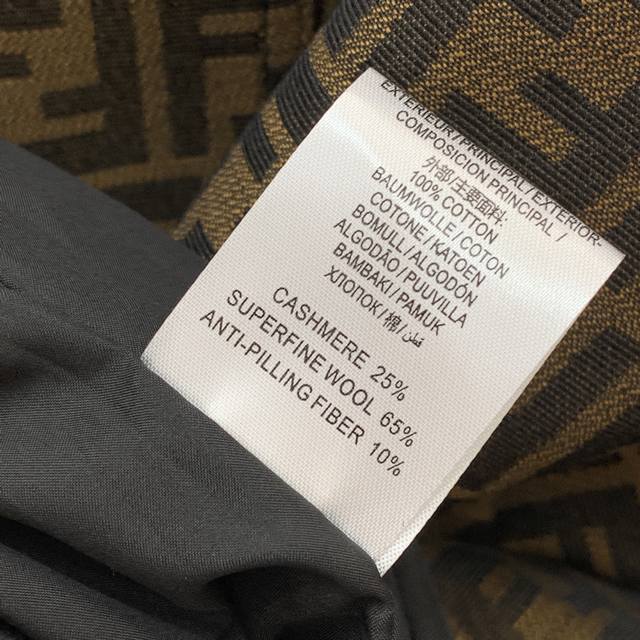 EXTERIEUR/PRINCIPAL/EXTERIOR-
COMPOSICION PRINCIPAL/
外部/主要面料
100% COTTON
BAUMWOLLE/COTON
COTONE/KATOEN
BOMULL/ALGODÓN
ALGODÃO/PUUVILLA
BAMBAKI/PAMUK
ХЛОПОК/棉/قطن
CASHMERE 25%
SUPERFINE WOOL 65%
ANTI-PILLING FIBER 10%